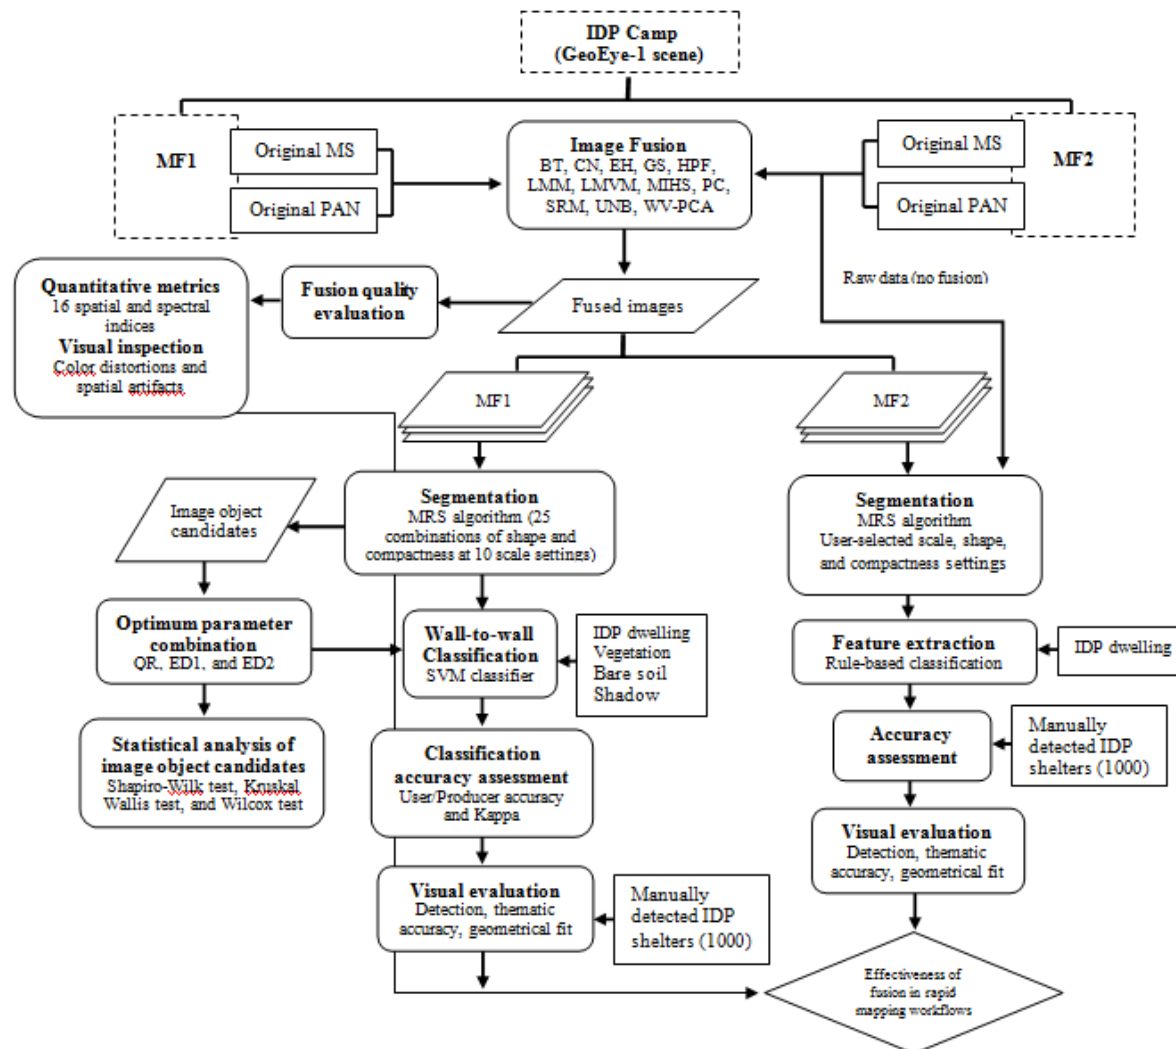 IDP Camp
(GeoEye-1 scene)
MF1
Original MS
Original PAN
Image Fusion
BT, CN, EH, GS, HPF,
LMM, LMVM, MIHS, PC,
SRM, UNB, WV-PCA
Original MS
Original PAN
MF2
Raw data (no fusion)
Quantitative metrics
16 spatial and spectral
indices
Visual inspection
Color distortions and
spatial artifacts
Fusion quality
evaluation
Fused images
MF1
MF2
Image object
candidates
Segmentation
MRS algorithm (25
combinations of shape and
compactness at 10 scale settings)
Segmentation
MRS algorithm
User-selected scale, shape,
and compactness settings
Optimum parameter
combination
QR, ED1, and ED2
Wall-to-wall
Classification
SVM classifier
IDP dwelling
Vegetation
Bare soil
Shadow
Feature extraction
Rule-based classification
IDP dwelling
Statistical analysis of
image object candidates
Shapiro-Wilk test, Kruskal
Wallis test, and Wilcox test
Classification
accuracy assessment
User/Producer accuracy
and Kappa
Accuracy
assessment
Manually
detected IDP
shelters (1000)
Visual evaluation
Detection, thematic
accuracy, geometrical fit
Manually
detected IDP
shelters (1000)
Visual evaluation
Detection, thematic
accuracy, geometrical fit
Effectiveness of
fusion in rapid
mapping workflows